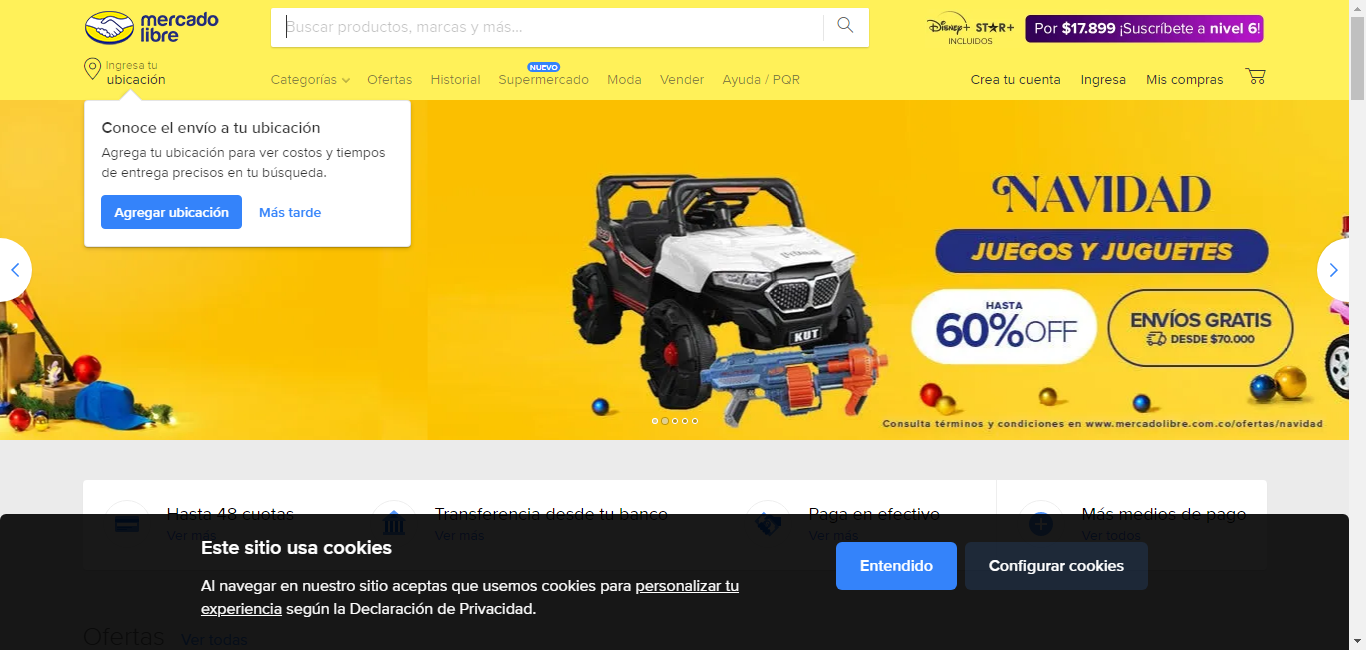 mercado
libre
Buscar productos, marcas y más...
Disney+ STAR+
INCLUIDOS
Por $17.899 ¡Suscríbete a nivel 6!
Ingresa tu
ubicación
Categorías
Ofertas
Historial
NUEVO
Supermercado
Moda
Vender
Ayuda / PQR
Crea tu cuenta
Ingresa
Mis compras
Conoce el envío a tu ubicación
Agrega tu ubicación para ver costos y tiempos
de entrega precisos en tu búsqueda.
Agregar ubicación
Más tarde
NAVIDAD
JUEGOS Y JUGUETES
HASTA
60% OFF
ENVÍOS GRATIS
DESDE $70.000
KUT
Consulta términos y condiciones en www.mercadolibre.com.co/ofertas/navidad
Hasta 48 cuotas
Ver más
Transferencia desde tu banco
Ver más
Paga en efectivo
Ver más
Más medios de pago
Ver todos
Este sitio usa cookies
Al navegar en nuestro sitio aceptas que usemos cookies para personalizar tu
experiencia según la Declaración de Privacidad.
Entendido
Configurar cookies
Ofertas
Ver todas